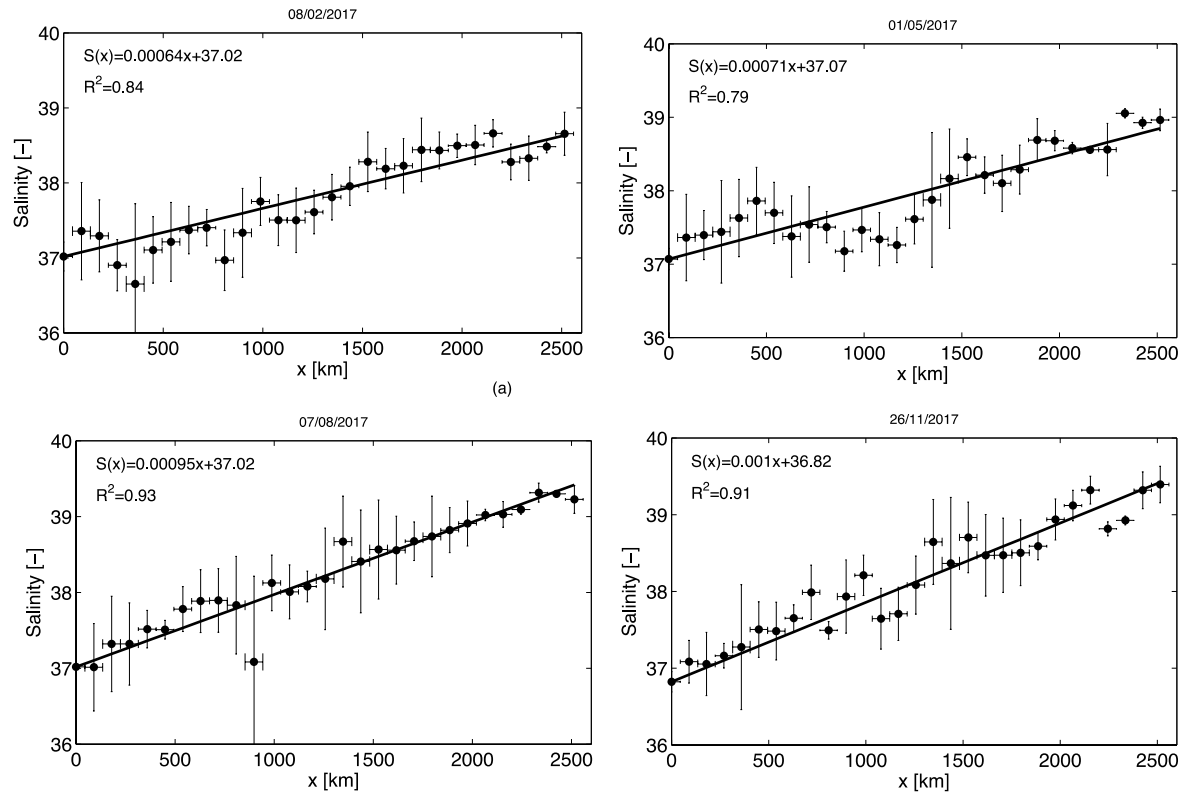 08/02/2017
S(x)=0.00064x+37.02
R²=0.84
Salinity [−]
40
39
38
37
36
0 500 1000 1500 2000 2500
x [km]
(a)
01/05/2017
S(x)=0.00071x+37.07
R²=0.79
Salinity [−]
40
39
38
37
36
0 500 1000 1500 2000 2500
x [km]
07/08/2017
S(x)=0.00095x+37.02
R²=0.93
Salinity [−]
40
39
38
37
36
0 500 1000 1500 2000 2500
x [km]
26/11/2017
S(x)=0.001x+36.82
R²=0.91
Salinity [−]
40
39
38
37
36
0 500 1000 1500 2000 2500
x [km]